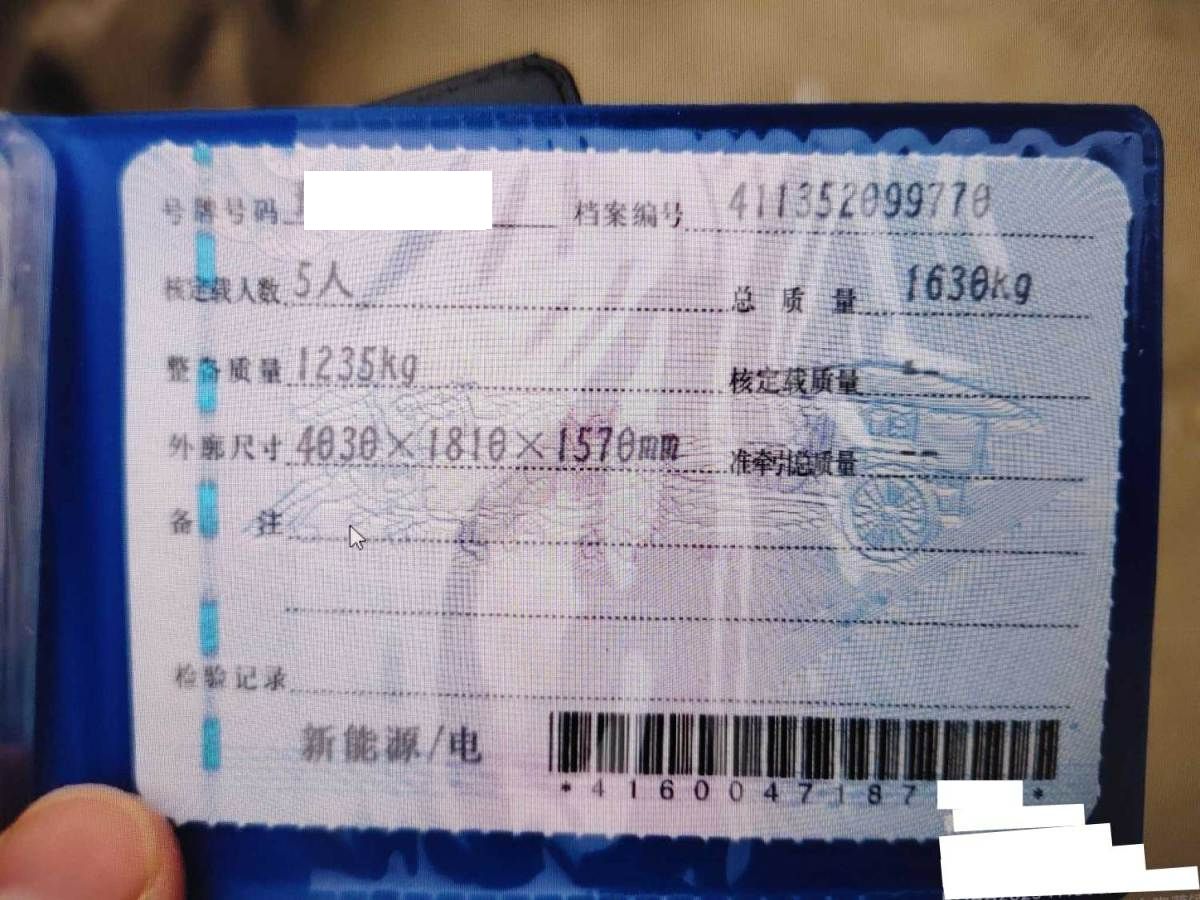 号牌号码 档案编号 411352099770
核定载人数 5人 总质量 1630kg
整备质量 1235kg 核定载质量 --
外廓尺寸 4030×1810×1570mm 准牵引总质量 --
备注
检验记录
新能源/电
*4160047187 *